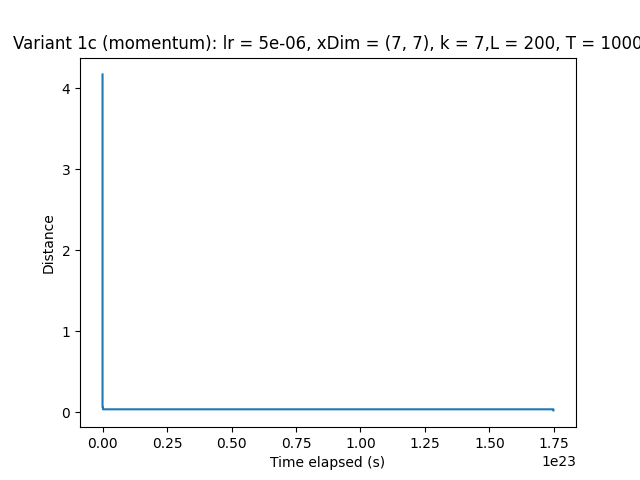 Variant 1c (momentum): lr = 5e-06, xDim = (7, 7), k = 7,L = 200, T = 1000
4
3
2
1
0
Distance
0.00 0.25 0.50 0.75 1.00 1.25 1.50 1.75
1e23
Time elapsed (s)